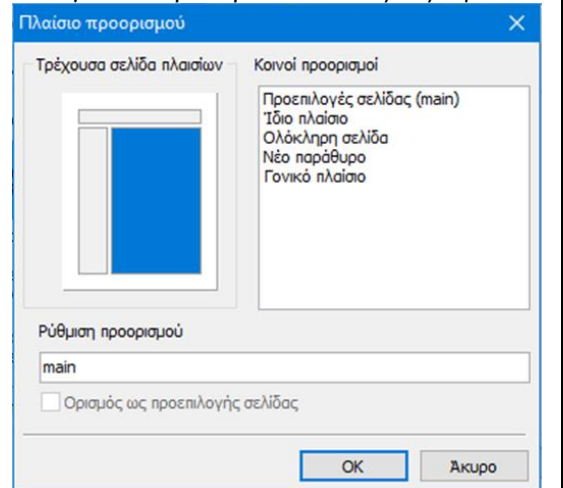 Πλαίσιο προορισμού
Τρέχουσα σελίδα πλαισίων
Κοινοί προορισμοί
Προεπιλογές σελίδας (main)
Ίδιο πλαίσιο
Ολόκληρη σελίδα
Νέο παράθυρο
Γονικό πλαίσιο
Ρύθμιση προορισμού
main
Ορισμός ως προεπιλογής σελίδας
OK
Άκυρο